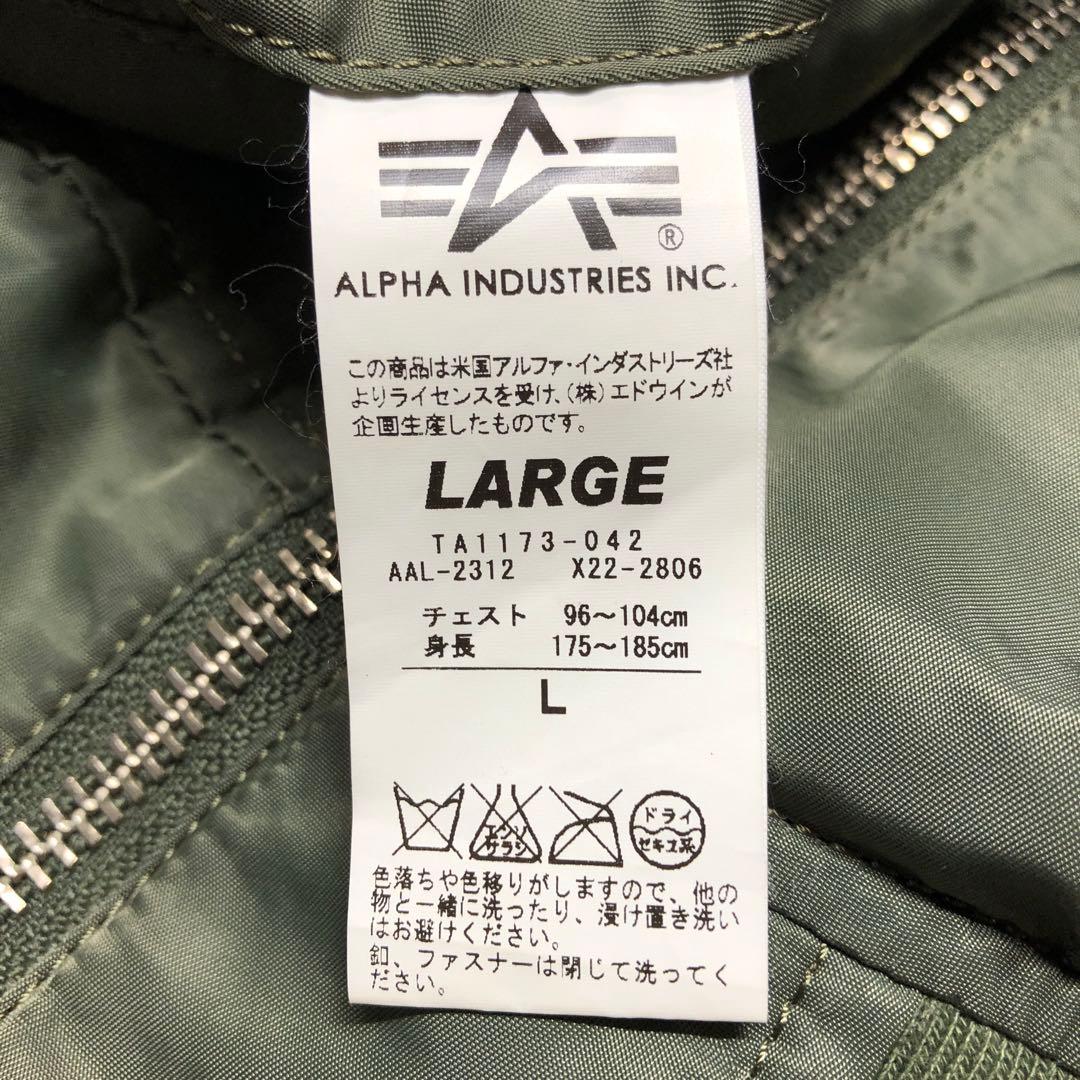 ®
ALPHA INDUSTRIES INC.
この商品は米国アルファ・インダストリーズ社
よりライセンスを受け、(株)エドウインが
企画生産したものです。
LARGE
TA1173-042
AAL-2312 X22-2806
チェスト 96〜104cm
身長 175〜185cm
L
エンソ
サラシ
ドライ
セキユ系
色落ちや色移りがしますので、他の
物と一緒に洗ったり、浸け置き洗い
はお避けください。
釦、ファスナーは閉じて洗ってく
ださい。